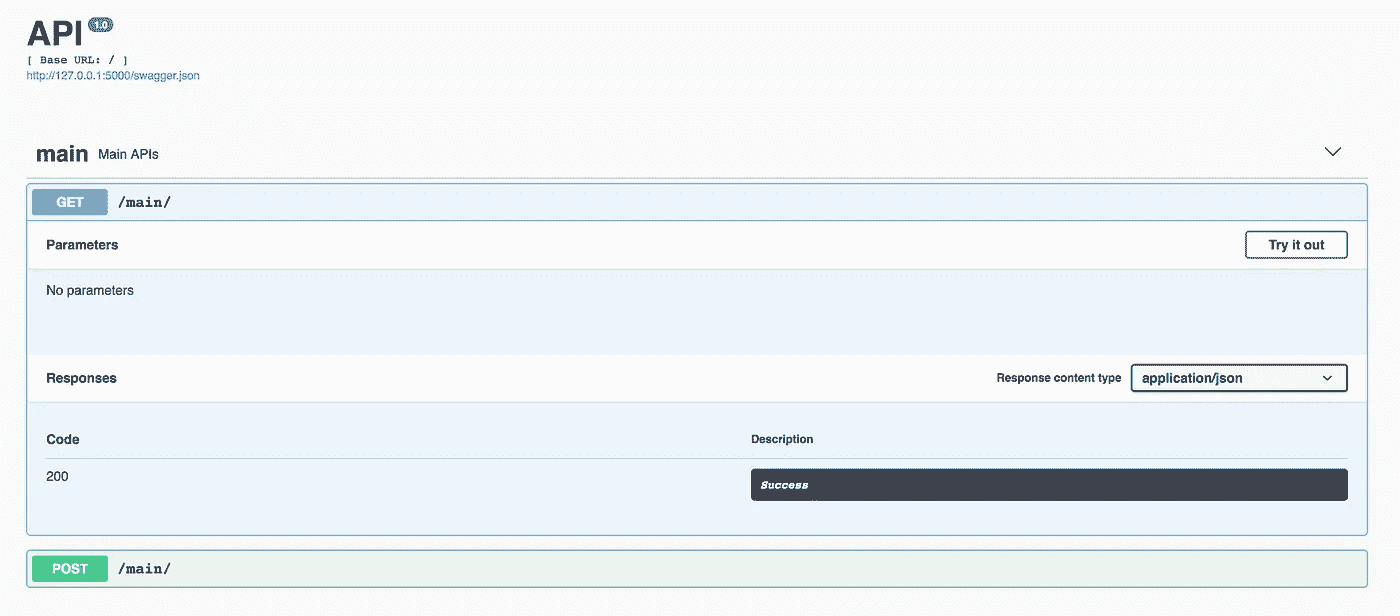 API 1.0
[ Base URL: / ]
http://127.0.0.1:5000/swagger.json
main Main APIs
GET /main/
Parameters Try it out
No parameters
Responses Response content type application/json
Code Description
200 Success
POST /main/